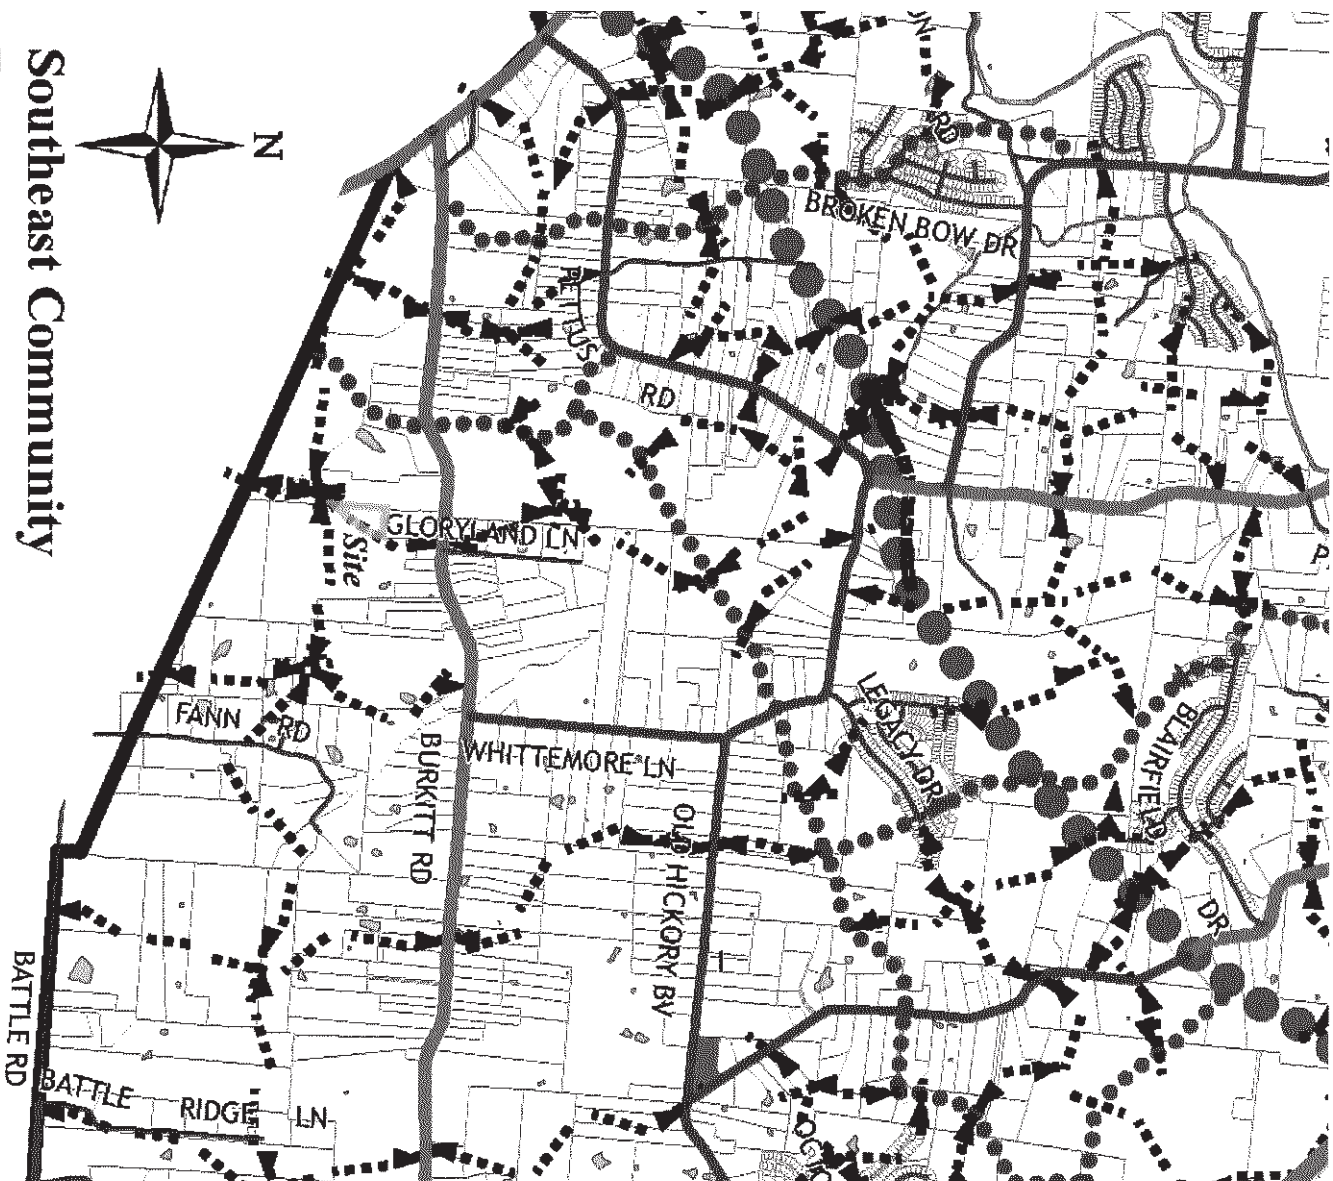 Southeast Community
N
RD
BROKEN BOW DR
PETTUS
RD
GLORYLAND LN
Site
FANN RD
BURKITT RD
WHITTEMORE LN
OLD HICKORY BV
LEGACY DR
BLAIRFIELD
DR
BATTLE RD
BATTLE RIDGE LN